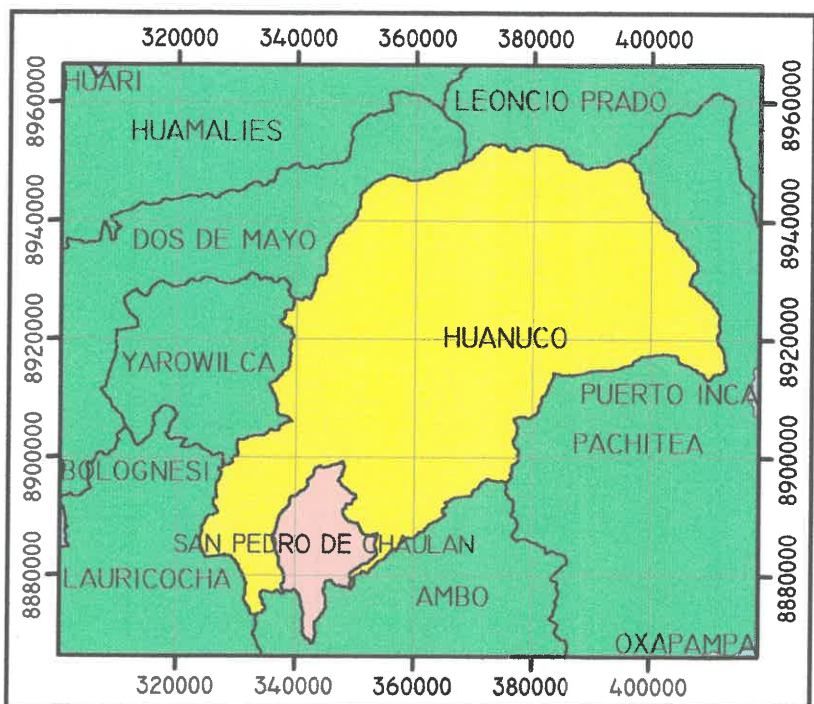 320000 340000 360000 380000 400000
8960000
8960000
HUARI
LEONCIO PRADO
HUAMALIES
8940000
8940000
DOS DE MAYO
8920000
8920000
HUANUCO
YAROWILCA
PUERTO INCA
PACHITEA
8900000
8900000
BOLOGNESI
SAN PEDRO DE CHAULAN
8880000
8880000
LAURICOCHA
AMBO
OXAPAMPA
320000 340000 360000 380000 400000